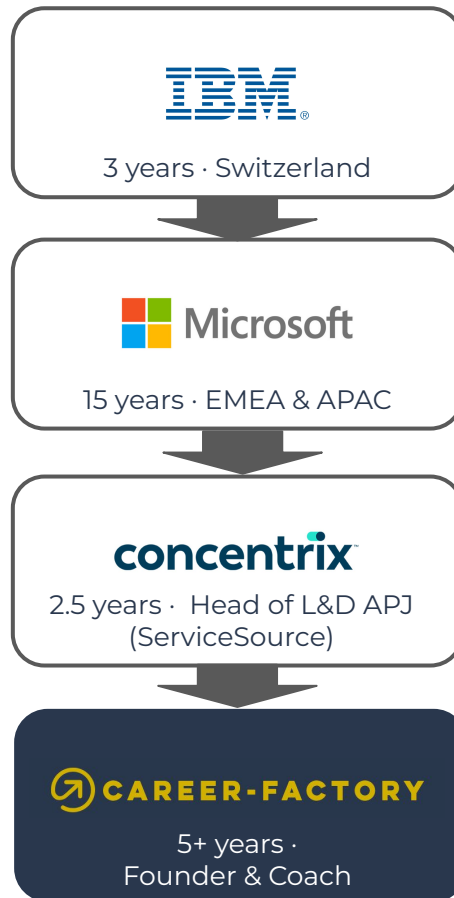 IBM®
3 years · Switzerland
Microsoft
15 years · EMEA & APAC
concentrix™
2.5 years ·  Head of L&D APJ
(ServiceSource)
CAREER-FACTORY
5+ years ·
Founder & Coach